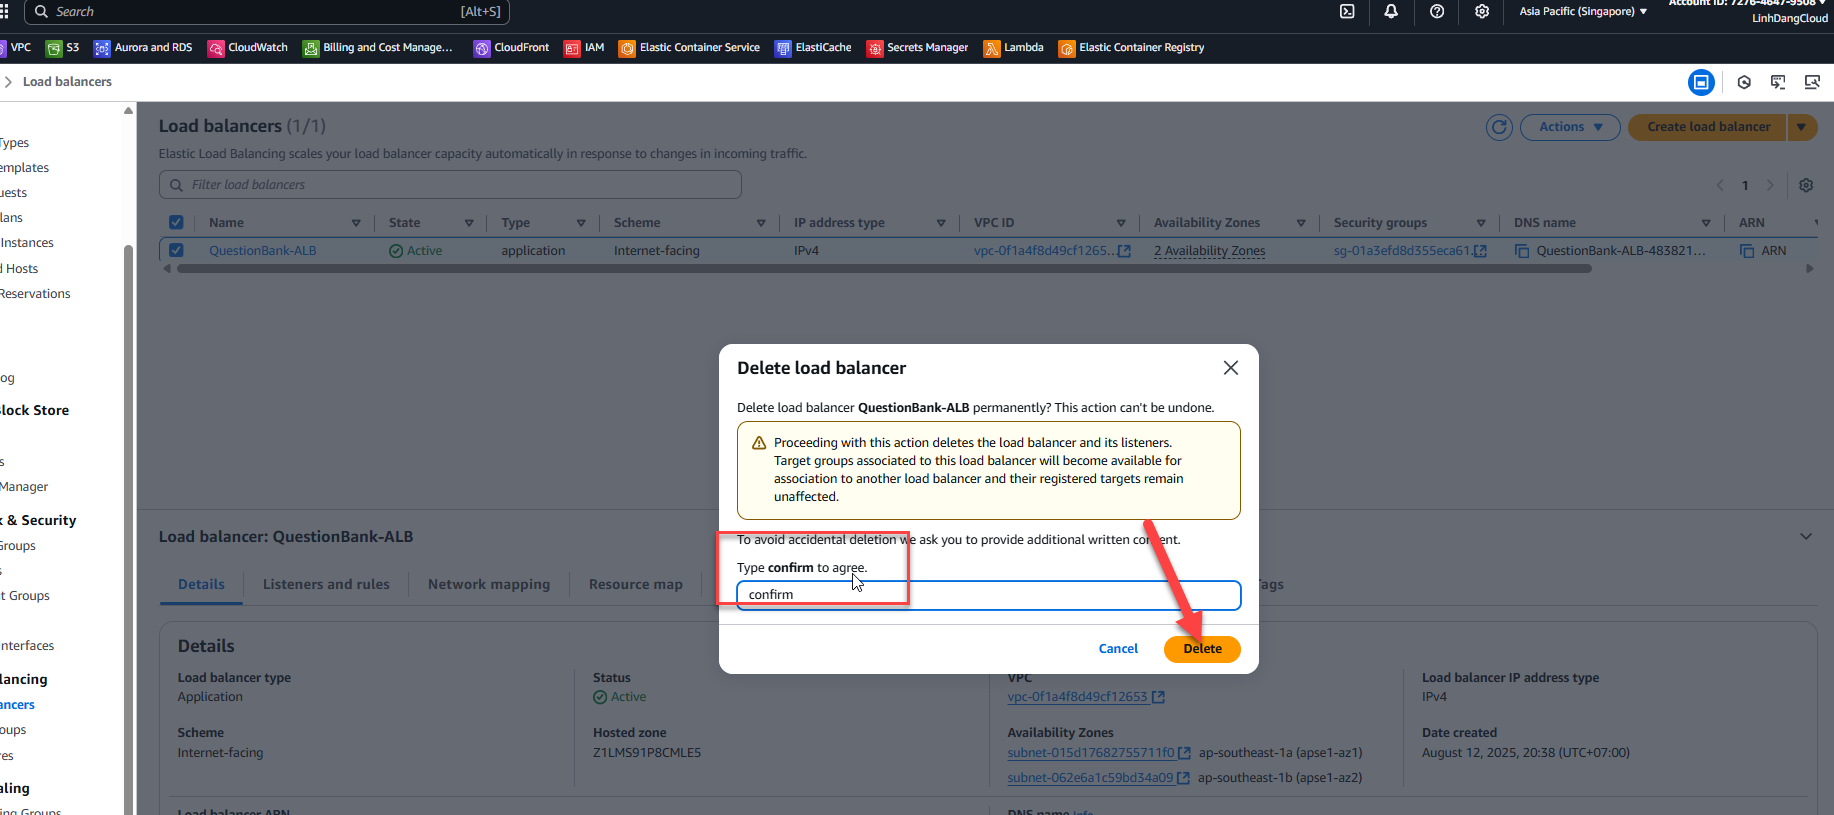 Search [Alt+S] Asia Pacific (Singapore) LinhDangCloud
VPC S3 Aurora and RDS CloudWatch Billing and Cost Manage... CloudFront IAM Elastic Container Service ElastiCache Secrets Manager Lambda Elastic Container Registry
Load balancers
Types
emplates
uests
lans
Instances
d Hosts
Reservations
og
lock Store
s
Manager
k & Security
Groups
s
t Groups
nterfaces
lancing
ancers
oups
res
aling
ing Groups
Load balancers (1/1)
Actions Create load balancer
Elastic Load Balancing scales your load balancer capacity automatically in response to changes in incoming traffic.
Filter load balancers
1
Name State Type Scheme IP address type VPC ID Availability Zones Security groups DNS name ARN
QuestionBank-ALB Active application Internet-facing IPv4 vpc-0f1a4f8d49cf1265... 2 Availability Zones sg-01a3efd8d355eca61... QuestionBank-ALB-483821... ARN
Delete load balancer
Delete load balancer QuestionBank-ALB permanently? This action can't be undone.
Proceeding with this action deletes the load balancer and its listeners.
Target groups associated to this load balancer will become available for
association to another load balancer and their registered targets remain
unaffected.
To avoid accidental deletion we ask you to provide additional written consent.
Type confirm to agree.
confirm
Cancel Delete
Load balancer: QuestionBank-ALB
Details Listeners and rules Network mapping Resource map ags
Details
Load balancer type
Application
Status
Active
VPC
vpc-0f1a4f8d49cf12653
Load balancer IP address type
IPv4
Scheme
Internet-facing
Hosted zone
Z1LMS91P8CMLE5
Availability Zones
subnet-015d17682755711f0 ap-southeast-1a (apse1-az1)
subnet-062e6a1c59bd34a09 ap-southeast-1b (apse1-az2)
Date created
August 12, 2025, 20:38 (UTC+07:00)
Load balancer ARN
DNS name Info